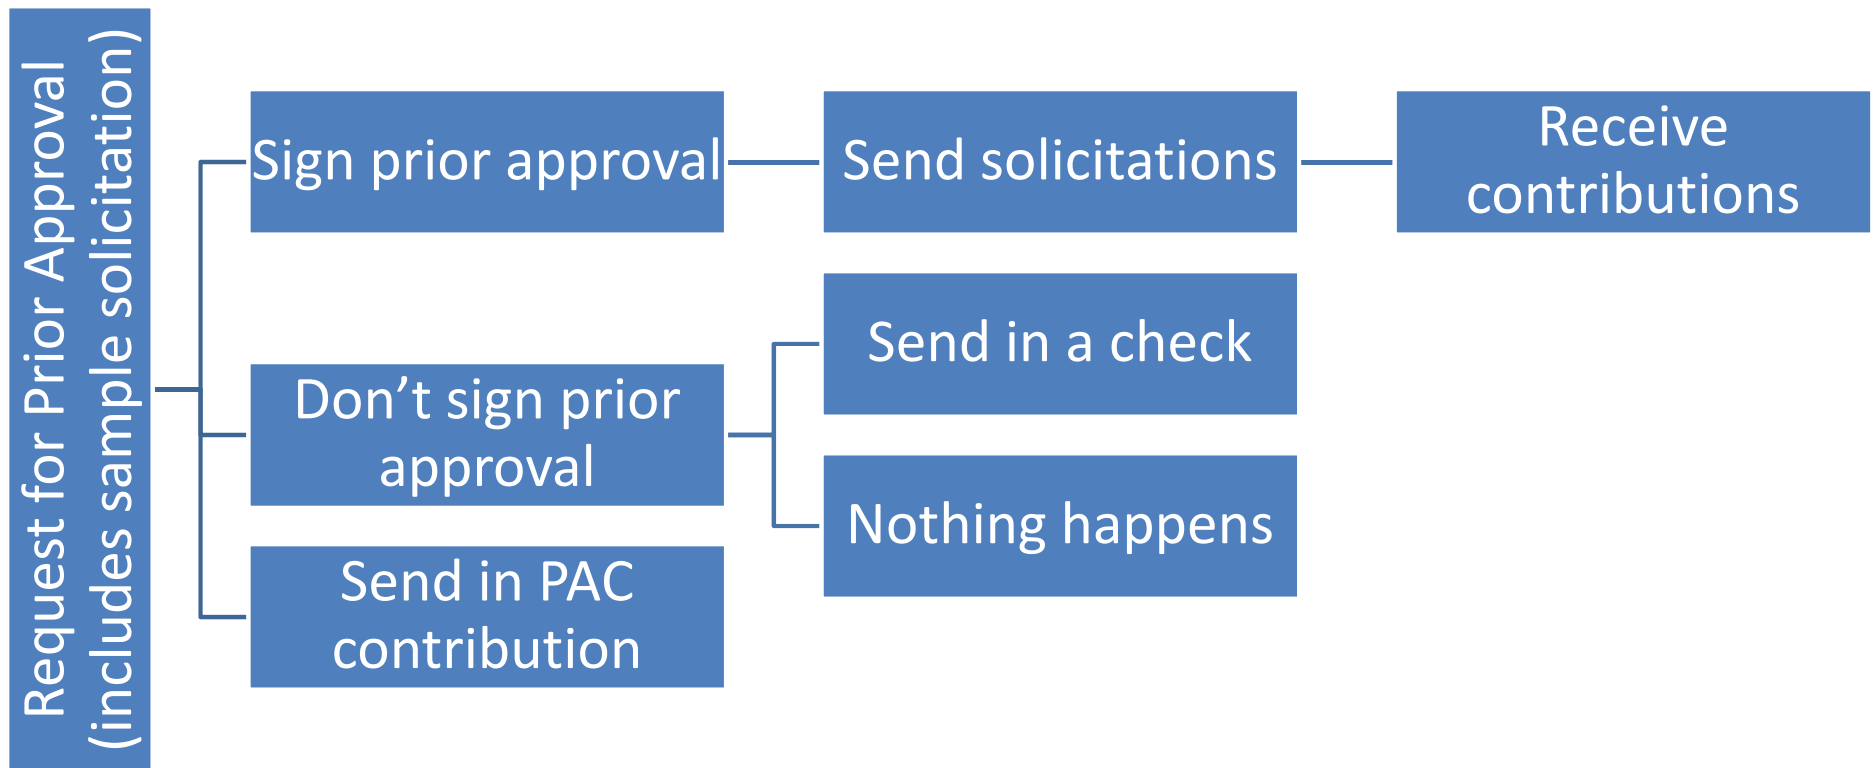 Request for Prior Approval
(includes sample solicitation)
Sign prior approval
Send solicitations
Receive
contributions
Don’t sign prior
approval
Send in a check
Nothing happens
Send in PAC
contribution